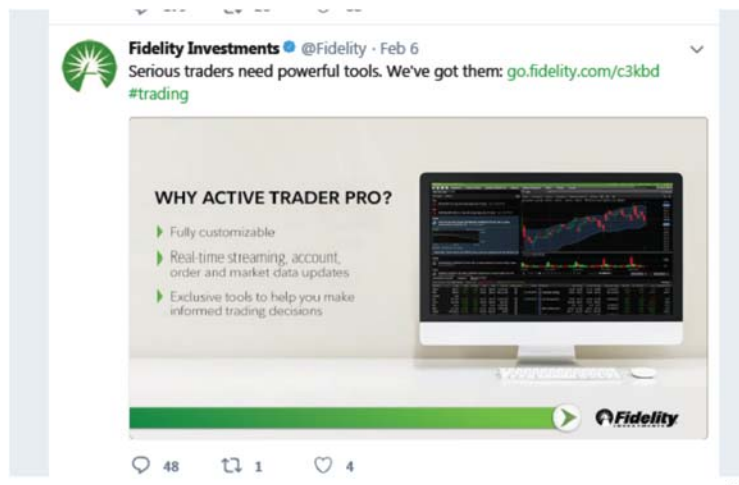 Fidelity Investments @Fidelity · Feb 6
Serious traders need powerful tools. We've got them: go.fidelity.com/c3kbd
#trading
WHY ACTIVE TRADER PRO?
Fully customizable
Real-time streaming, account,
order and market data updates
Exclusive tools to help you make
informed trading decisions
Fidelity
INVESTMENTS
48 1 4